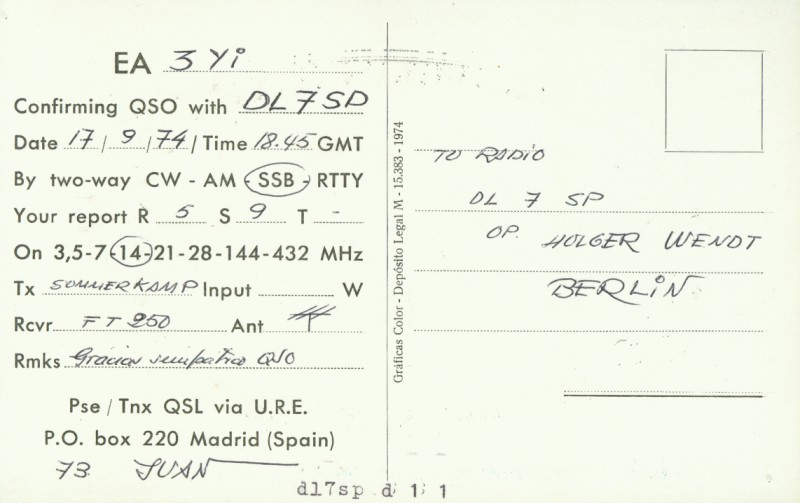 EA 3 Yi
Confirming QSO with DL7SP
Date 17 / 9 / 74 / Time 18.45 GMT
By two-way CW - AM - SSB - RTTY
Your report R 5 S 9 T -
On 3,5-7-14-21-28-144-432 MHz
Tx SOMMERKAMP Input W
Rcvr FT 250 Ant
Rmks Gracias simpatico QSO
Pse / Tnx QSL via U.R.E.
P.O. box 220 Madrid (Spain)
73 JUAN
Gráficas Color - Depósito Legal M - 15.383 - 1974
TO RADIO
DL 7 SP
OP. HOLGER WENDT
BERLiN
dl7sp d 1 1